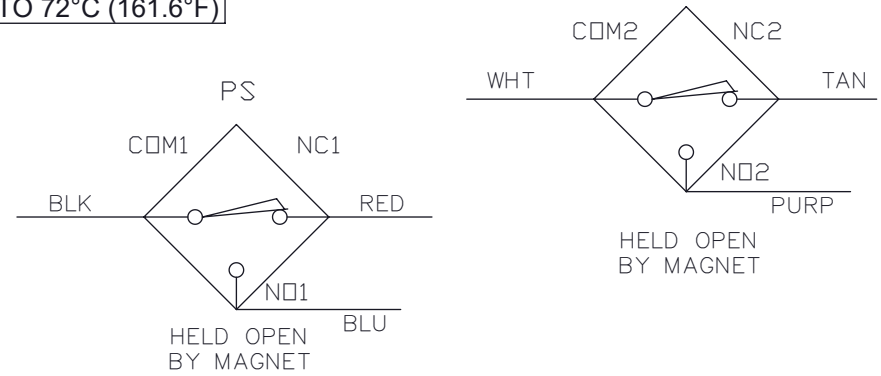 TO 72°C (161.6°F)
COM2
NC2
WHT
TAN
NO2
PURP
HELD OPEN
BY MAGNET
PS
COM1
NC1
BLK
RED
NO1
BLU
HELD OPEN
BY MAGNET